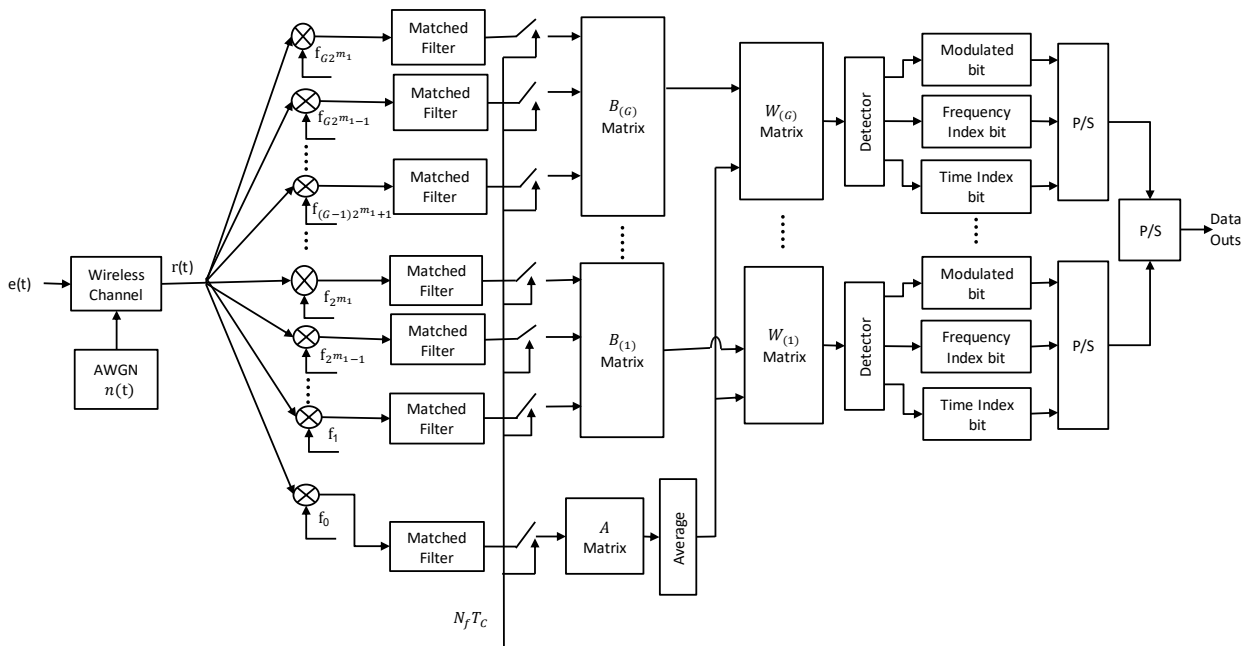 Matched
Filter
f_{G2^{m_1}}
Matched
Filter
f_{G2^{m_1-1}}
Matched
Filter
f_{(G-1)2^{m_1+1}}
B_{(G)}
Matrix
W_{(G)}
Matrix
Detector
Modulated
bit
Frequency
Index bit
Time Index
bit
P/S
e(t)
Wireless
Channel
r(t)
AWGN
n(t)
f_{2^{m_1}}
Matched
Filter
f_{2^{m_1-1}}
Matched
Filter
f_1
Matched
Filter
B_{(1)}
Matrix
W_{(1)}
Matrix
Detector
Modulated
bit
Frequency
Index bit
Time Index
bit
P/S
P/S
Data
Outs
f_0
Matched
Filter
A
Matrix
Average
N_f T_C